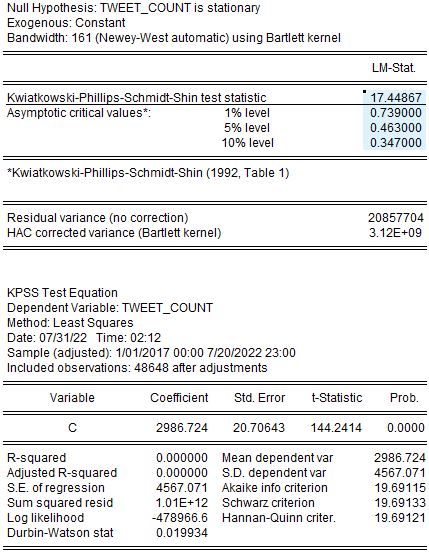 Null Hypothesis: TWEET_COUNT is stationary
Exogenous: Constant
Bandwidth: 161 (Newey-West automatic) using Bartlett kernel
LM-Stat.
Kwiatkowski-Phillips-Schmidt-Shin test statistic 17.44867
Asymptotic critical values*: 1% level 0.739000
5% level 0.463000
10% level 0.347000
*Kwiatkowski-Phillips-Schmidt-Shin (1992, Table 1)
Residual variance (no correction) 20857704
HAC corrected variance (Bartlett kernel) 3.12E+09
KPSS Test Equation
Dependent Variable: TWEET_COUNT
Method: Least Squares
Date: 07/31/22 Time: 02:12
Sample (adjusted): 1/01/2017 00:00 7/20/2022 23:00
Included observations: 48648 after adjustments
Variable Coefficient Std. Error t-Statistic Prob.
C 2986.724 20.70643 144.2414 0.0000
R-squared 0.000000 Mean dependent var 2986.724
Adjusted R-squared 0.000000 S.D. dependent var 4567.071
S.E. of regression 4567.071 Akaike info criterion 19.69115
Sum squared resid 1.01E+12 Schwarz criterion 19.69133
Log likelihood -478966.6 Hannan-Quinn criter. 19.69121
Durbin-Watson stat 0.019934